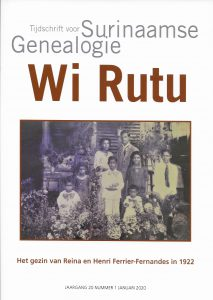 Tijdschrift voor Surinaamse
Genealogie
Wi Rutu
Het gezin van Reina en Henri Ferrier-Fernandes in 1922
JAARGANG 20 NUMMER 1 JANUARI 2020